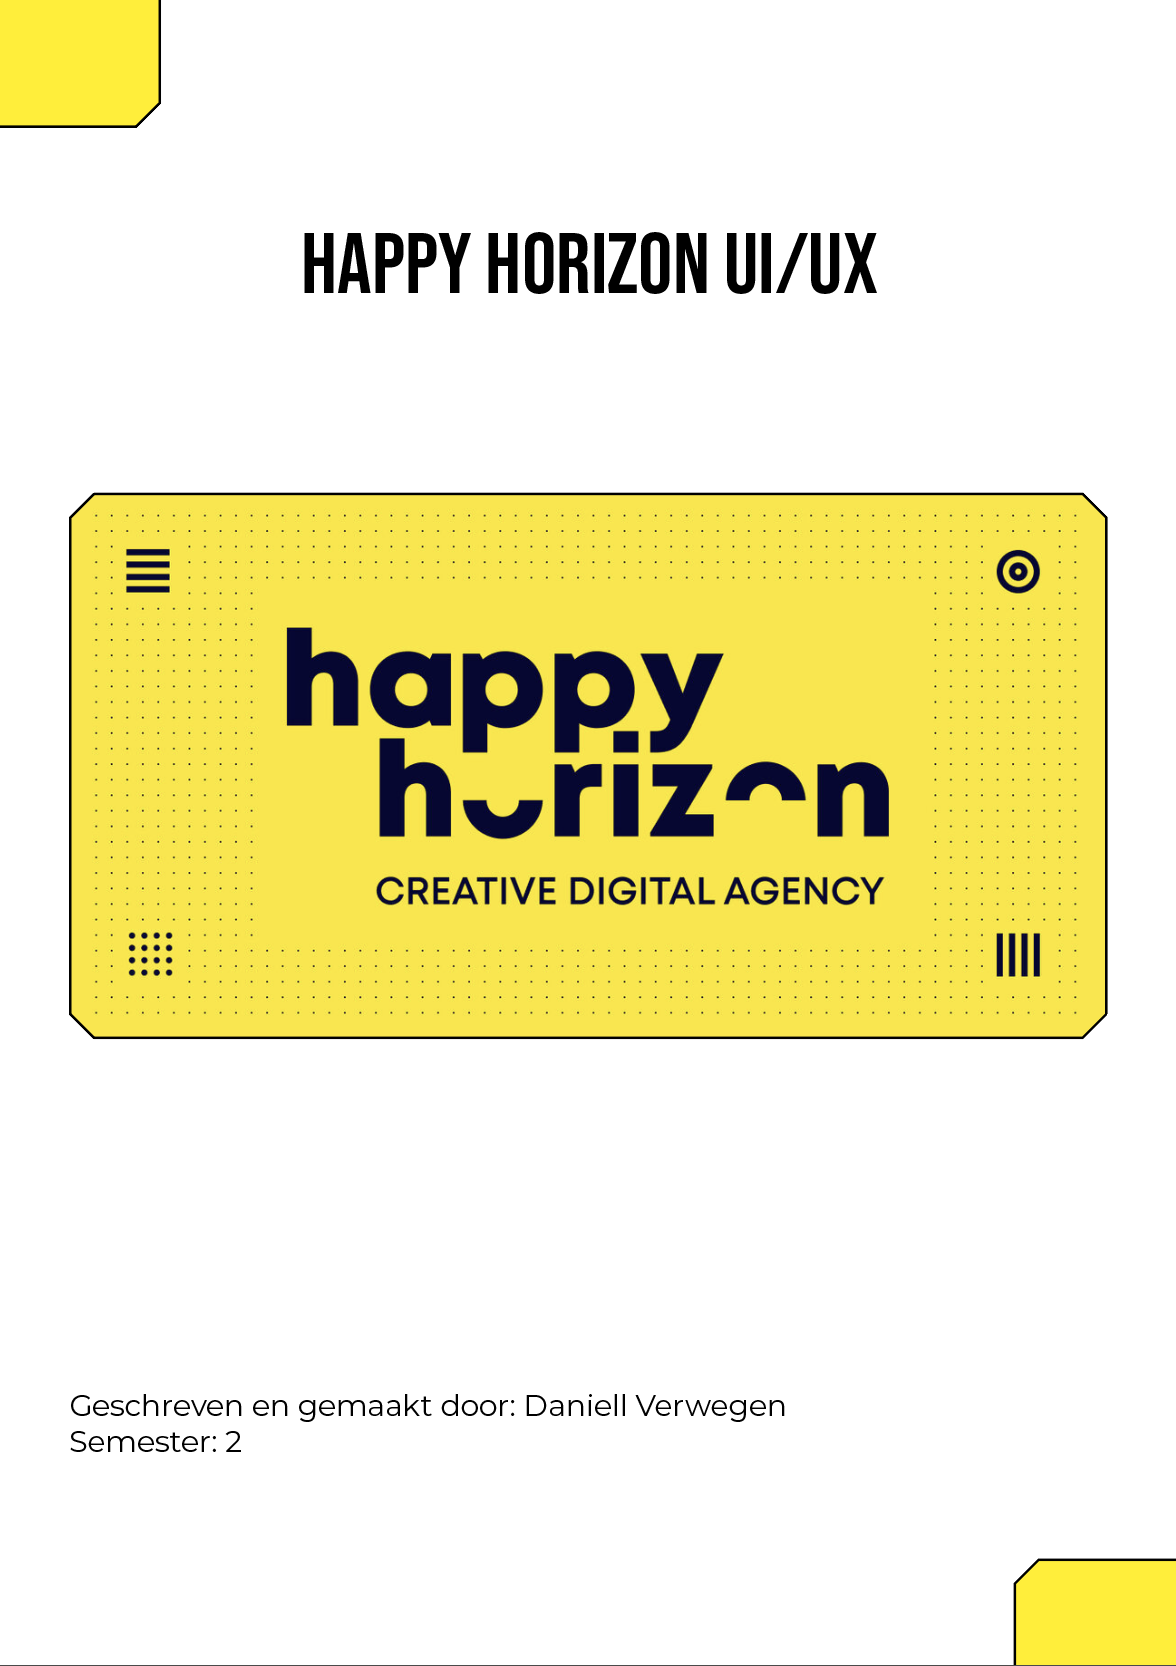 HAPPY HORIZON UI/UX
happy
horizon
CREATIVE DIGITAL AGENCY
Geschreven en gemaakt door: Daniell Verwegen
Semester: 2